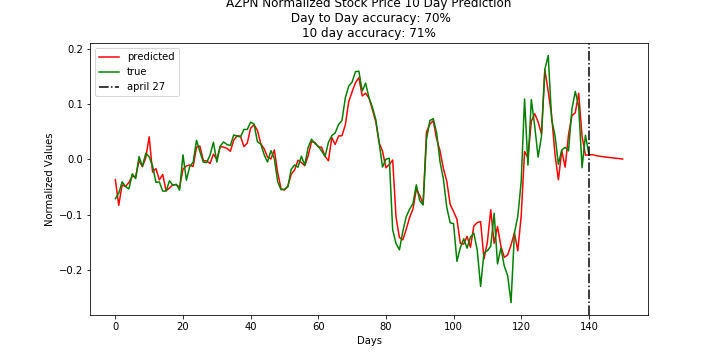 AZPN Normalized Stock Price 10 Day Prediction
Day to Day accuracy: 70%
10 day accuracy: 71%
predicted
true
april 27
Normalized Values
0.2
0.1
0.0
−0.1
−0.2
0
20
40
60
80
100
120
140
Days